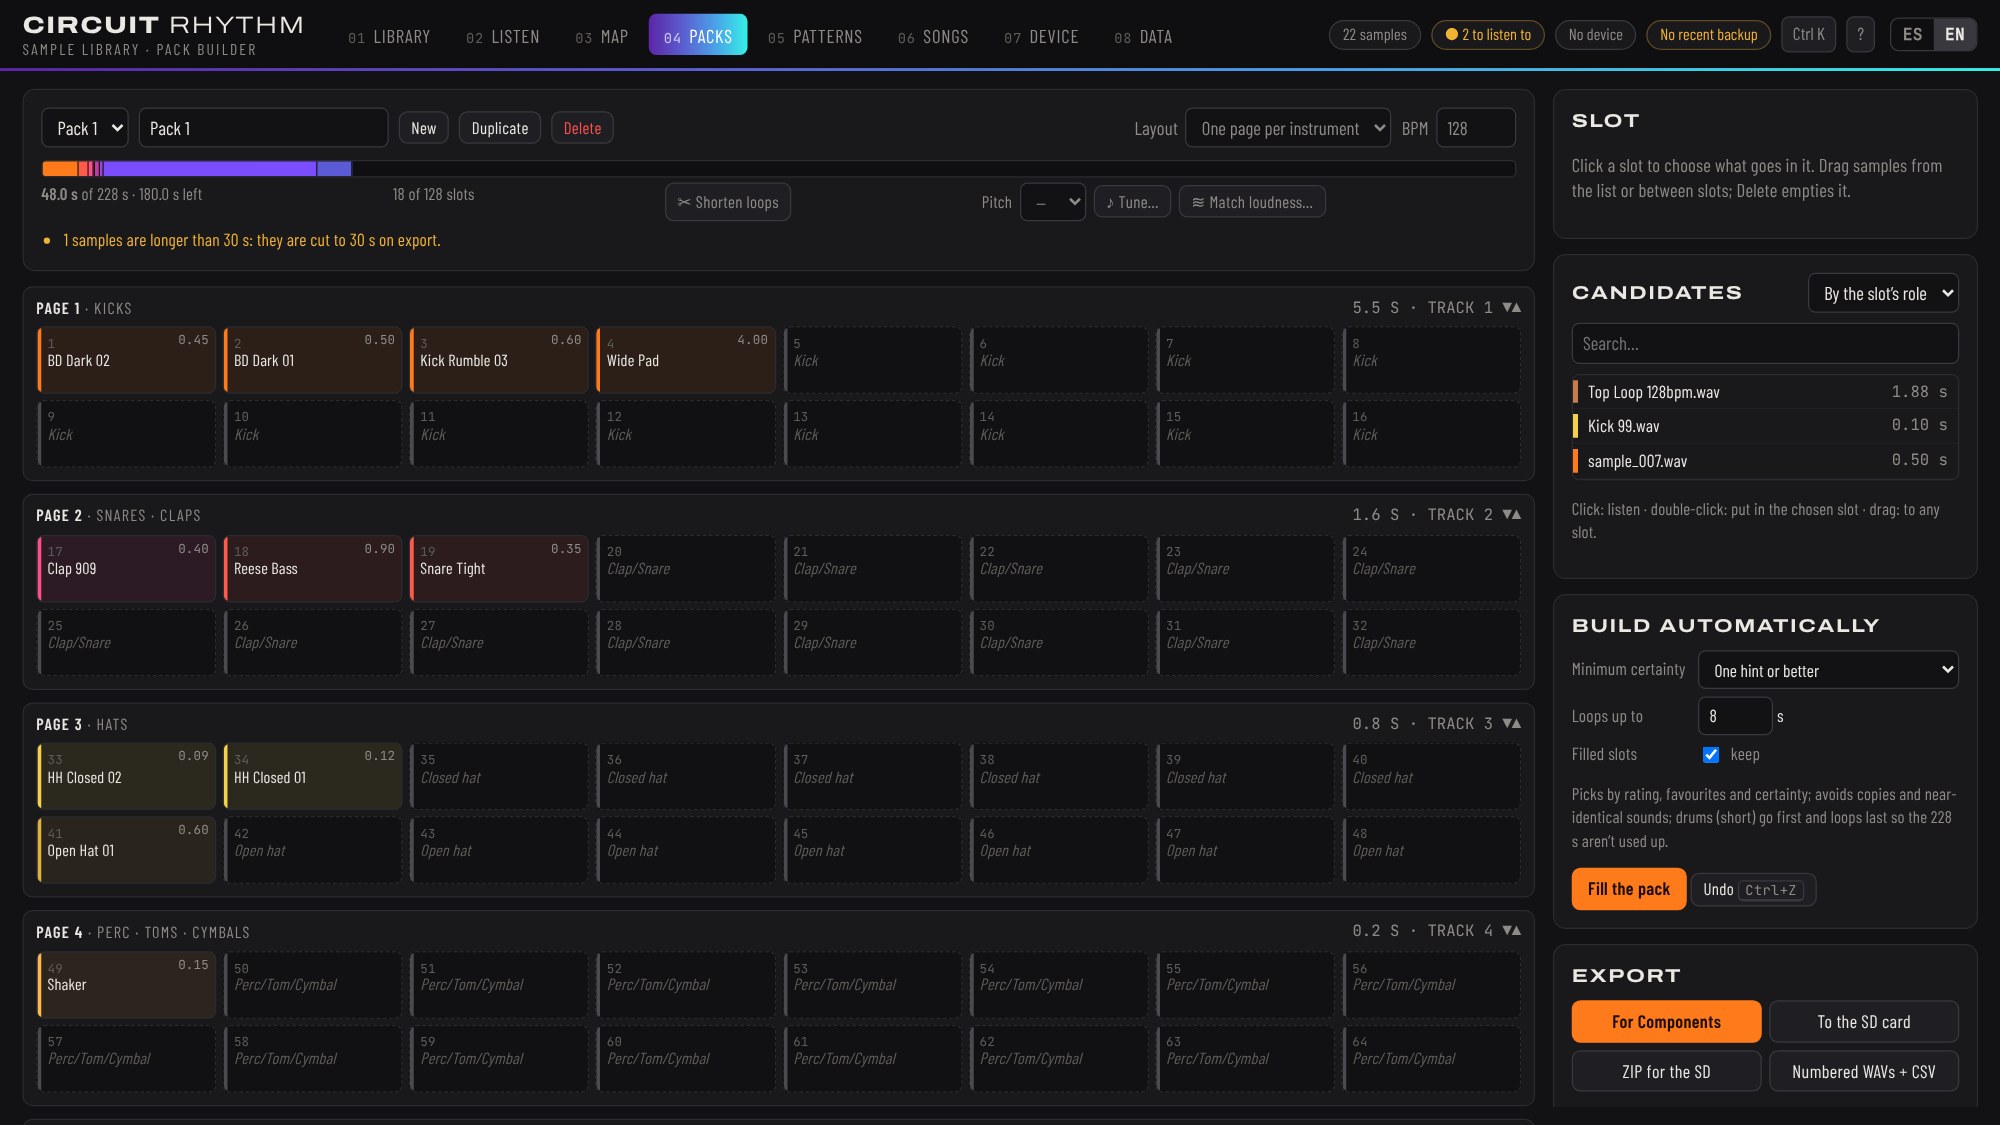 CIRCUIT RHYTHM
SAMPLE LIBRARY · PACK BUILDER
01 LIBRARY
02 LISTEN
03 MAP
04 PACKS
05 PATTERNS
06 SONGS
07 DEVICE
08 DATA
22 samples
2 to listen to
No device
No recent backup
Ctrl K
?
ES EN
Pack 1
Pack 1
New
Duplicate
Delete
Layout
One page per instrument
BPM
128
48.0 s of 228 s · 180.0 s left
18 of 128 slots
✂ Shorten loops
Pitch
–
♪ Tune...
≋ Match loudness...
• 1 samples are longer than 30 s: they are cut to 30 s on export.
PAGE 1 · KICKS
5.5 S · TRACK 1 ▼▲
1 0.45
BD Dark 02
2 0.50
BD Dark 01
3 0.60
Kick Rumble 03
4 4.00
Wide Pad
5
Kick
6
Kick
7
Kick
8
Kick
9
Kick
10
Kick
11
Kick
12
Kick
13
Kick
14
Kick
15
Kick
16
Kick
PAGE 2 · SNARES · CLAPS
1.6 S · TRACK 2 ▼▲
17 0.40
Clap 909
18 0.90
Reese Bass
19 0.35
Snare Tight
20
Clap/Snare
21
Clap/Snare
22
Clap/Snare
23
Clap/Snare
24
Clap/Snare
25
Clap/Snare
26
Clap/Snare
27
Clap/Snare
28
Clap/Snare
29
Clap/Snare
30
Clap/Snare
31
Clap/Snare
32
Clap/Snare
PAGE 3 · HATS
0.8 S · TRACK 3 ▼▲
33 0.09
HH Closed 02
34 0.12
HH Closed 01
35
Closed hat
36
Closed hat
37
Closed hat
38
Closed hat
39
Closed hat
40
Closed hat
41 0.60
Open Hat 01
42
Open hat
43
Open hat
44
Open hat
45
Open hat
46
Open hat
47
Open hat
48
Open hat
PAGE 4 · PERC · TOMS · CYMBALS
0.2 S · TRACK 4 ▼▲
49 0.15
Shaker
50
Perc/Tom/Cymbal
51
Perc/Tom/Cymbal
52
Perc/Tom/Cymbal
53
Perc/Tom/Cymbal
54
Perc/Tom/Cymbal
55
Perc/Tom/Cymbal
56
Perc/Tom/Cymbal
57
Perc/Tom/Cymbal
58
Perc/Tom/Cymbal
59
Perc/Tom/Cymbal
60
Perc/Tom/Cymbal
61
Perc/Tom/Cymbal
62
Perc/Tom/Cymbal
63
Perc/Tom/Cymbal
64
Perc/Tom/Cymbal
SLOT
Click a slot to choose what goes in it. Drag samples from
the list or between slots; Delete empties it.
CANDIDATES
By the slot's role
Search...
Top Loop 128bpm.wav 1.88 s
Kick 99.wav 0.10 s
sample_007.wav 0.50 s
Click: listen · double-click: put in the chosen slot · drag: to any
slot.
BUILD AUTOMATICALLY
Minimum certainty
One hint or better
Loops up to
8 s
Filled slots
keep
Picks by rating, favourites and certainty; avoids copies and near-
identical sounds; drums (short) go first and loops last so the 228
s aren't used up.
Fill the pack
Undo Ctrl+Z
EXPORT
For Components
To the SD card
ZIP for the SD
Numbered WAVs + CSV